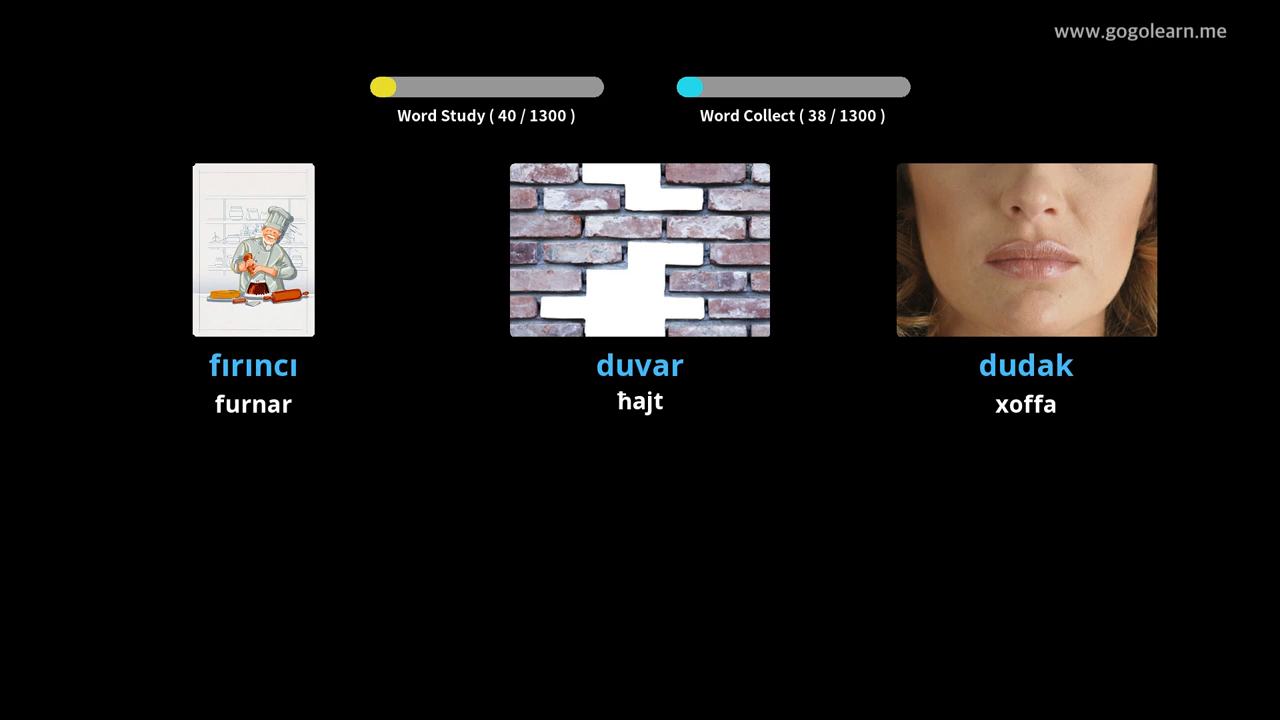 www.gogolearn.me
Word Study ( 40 / 1300 )
Word Collect ( 38 / 1300 )
fırıncı
furnar
duvar
ħajt
dudak
xoffa